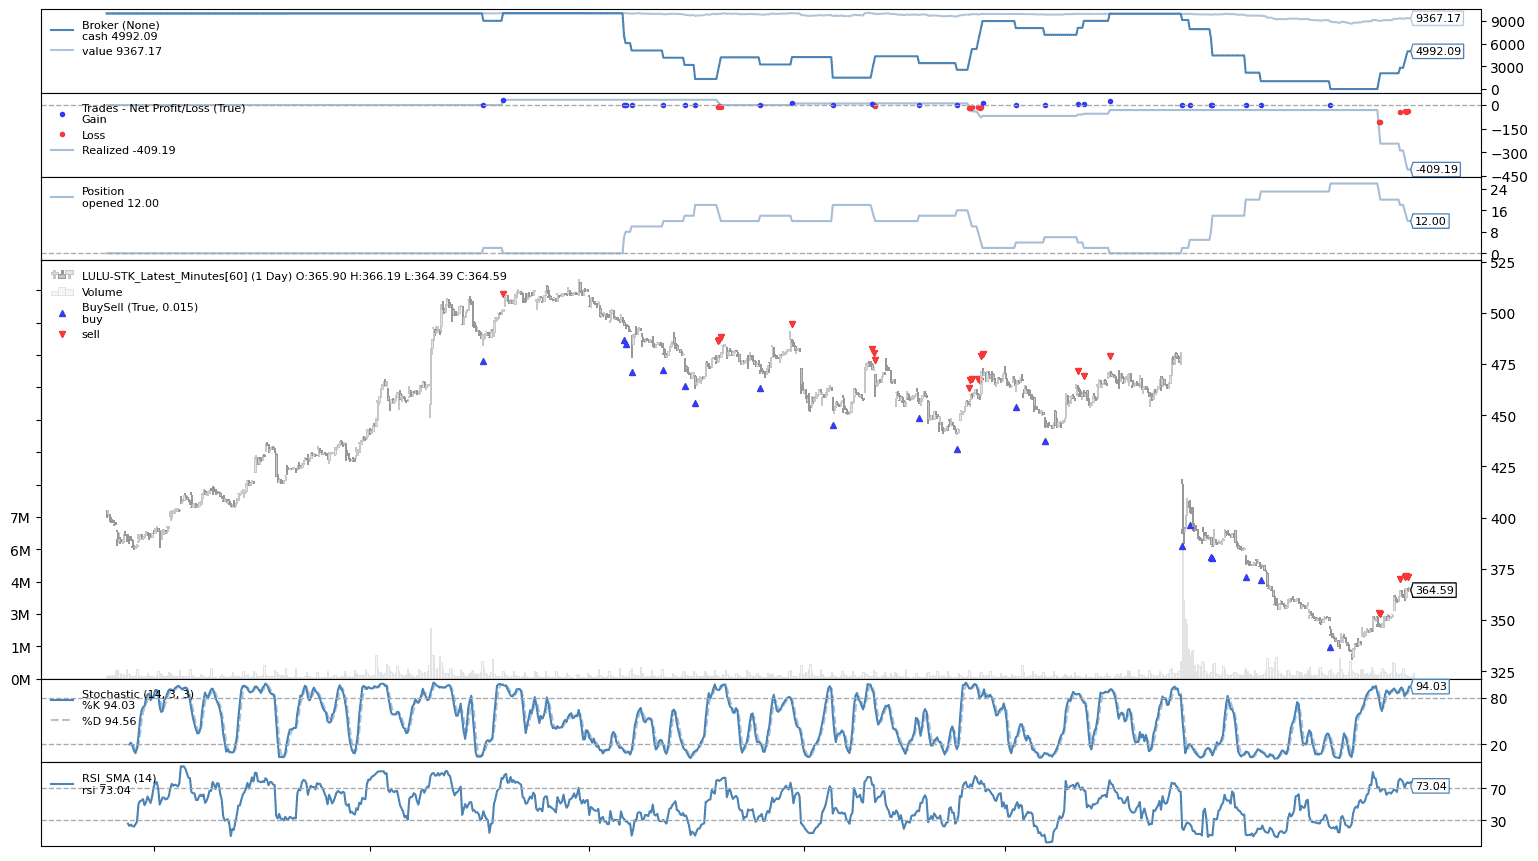 Broker (None)
cash 4992.09
value 9367.17
9367.17
4992.09
9000
6000
3000
0
Trades - Net Profit/Loss (True)
Gain
Loss
Realized -409.19
0
−150
−300
−450
-409.19
Position
opened 12.00
24
16
8
0
12.00
LULU-STK_Latest_Minutes[60] (1 Day) O:365.90 H:366.19 L:364.39 C:364.59
Volume
BuySell (True, 0.015)
buy
sell
525
500
475
450
425
400
375
350
325
364.59
7M
6M
4M
3M
1M
0M
Stochastic (14, 3, 3)
%K 94.03
%D 94.56
94.03
80
20
RSI_SMA (14)
rsi 73.04
73.04
70
30